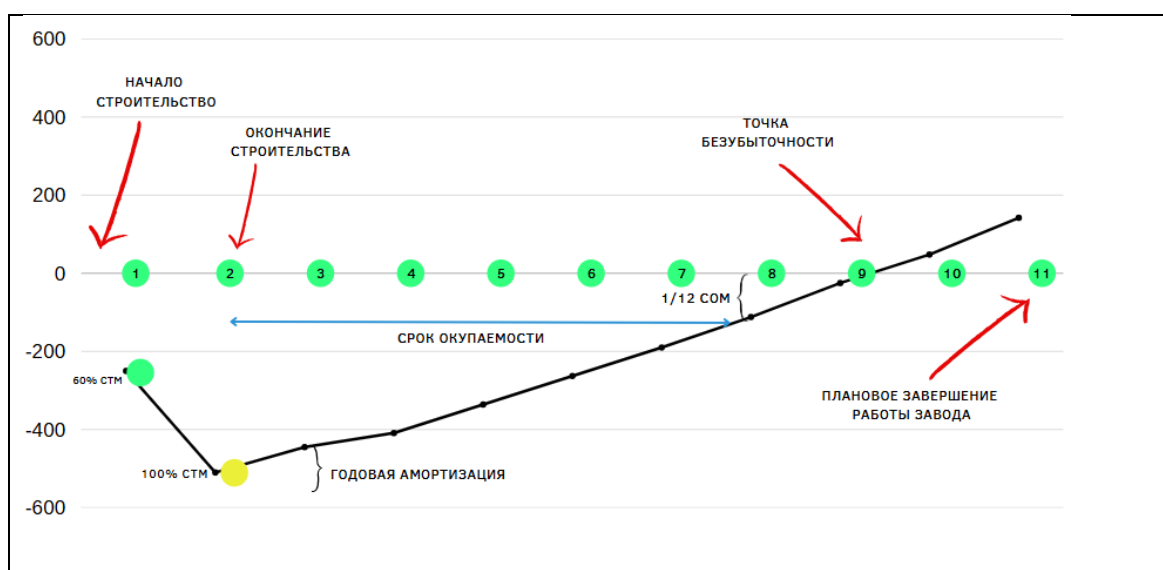 600
НАЧАЛО
СТРОИТЕЛЬСТВО
400
ОКОНЧАНИЕ
СТРОИТЕЛЬСТВА
ТОЧКА
БЕЗУБЫТОЧНОСТИ
200
0
1 2 3 4 5 6 7 8 9 10 11
1/12 СОМ
СРОК ОКУПАЕМОСТИ
-200
60% СТМ
ПЛАНОВОЕ ЗАВЕРШЕНИЕ
РАБОТЫ ЗАВОДА
-400
100% СТМ
ГОДОВАЯ АМОРТИЗАЦИЯ
-600